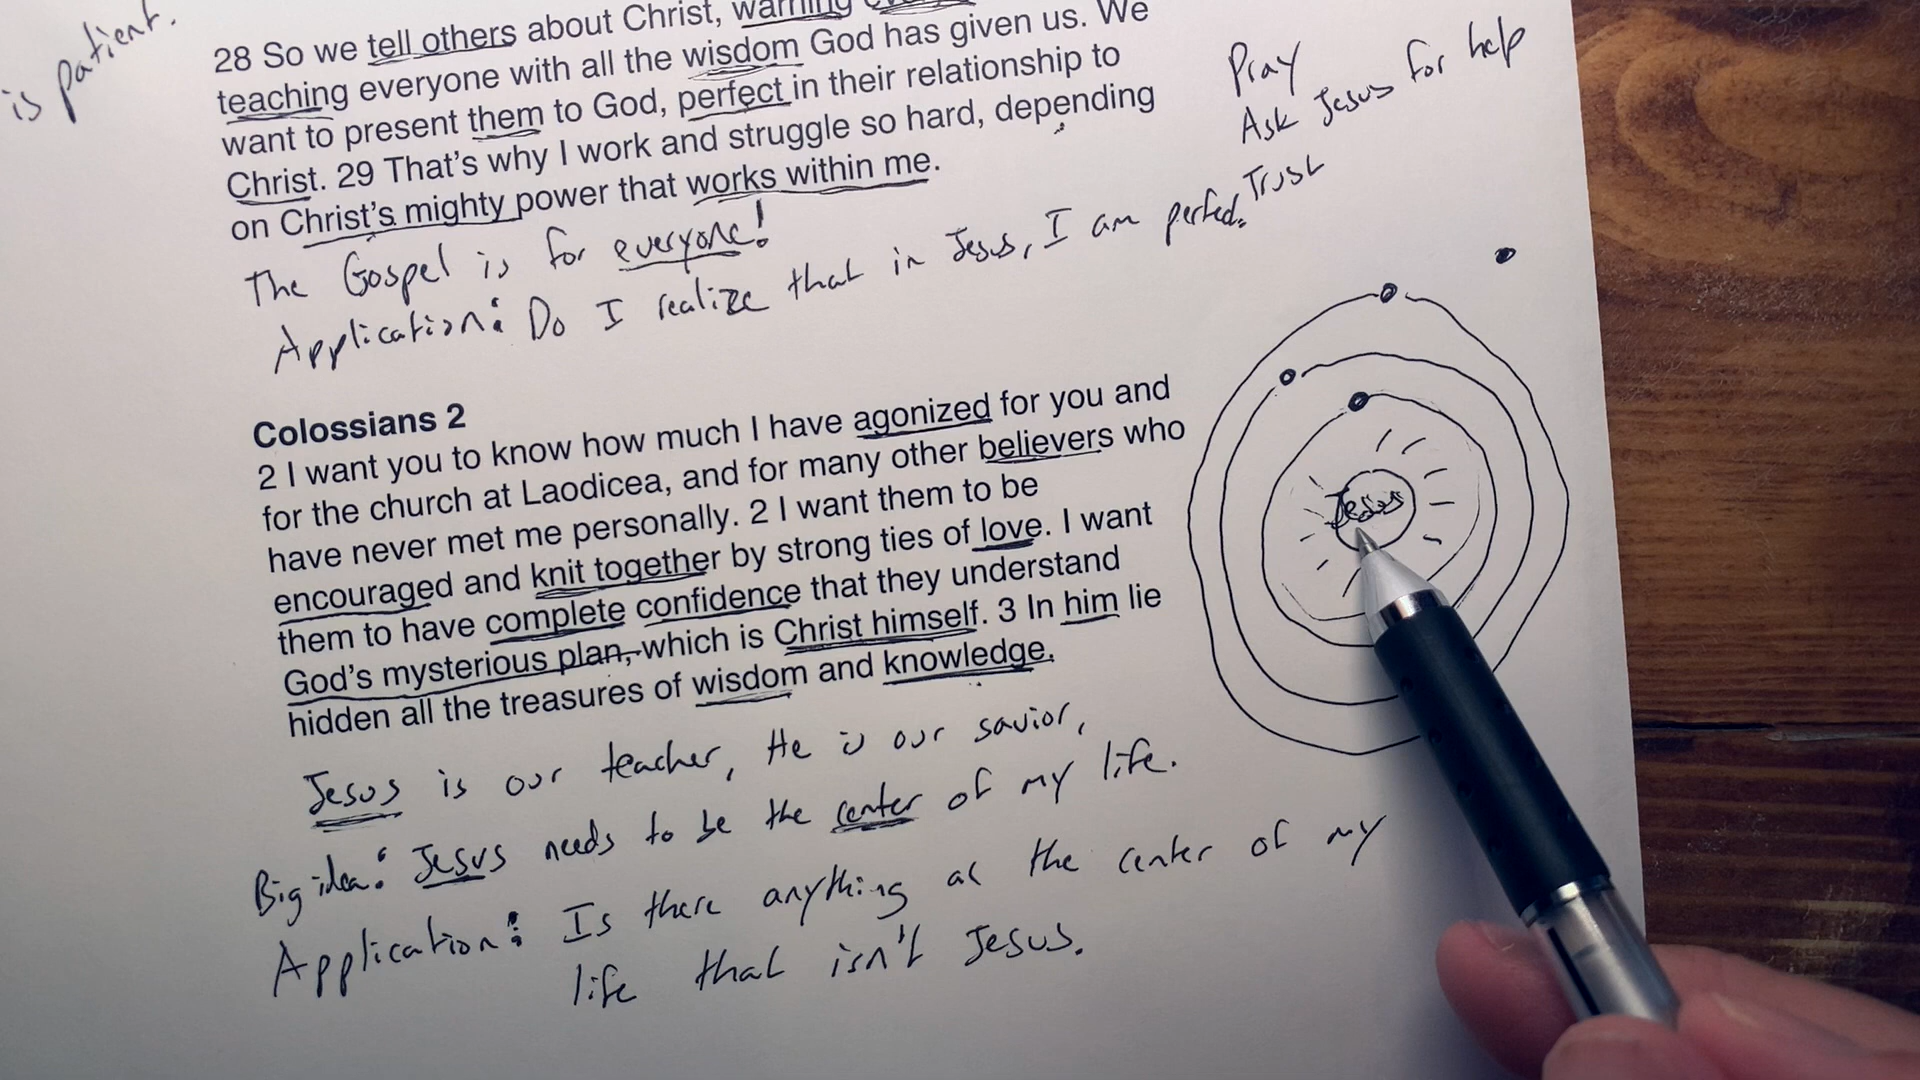 is patient.
28 So we tell others about Christ, warning
teaching everyone with all the wisdom God has given us. We
want to present them to God, perfect in their relationship to
Christ. 29 That's why I work and struggle so hard, depending
on Christ's mighty power that works within me.
Pray
Ask Jesus for help
Trust
The Gospel is for everyone!
Application: Do I realize that in Jesus, I am perfect.
Colossians 2
2 I want you to know how much I have agonized for you and
for the church at Laodicea, and for many other believers who
have never met me personally. 2 I want them to be
encouraged and knit together by strong ties of love. I want
them to have complete confidence that they understand
God's mysterious plan, which is Christ himself. 3 In him lie
hidden all the treasures of wisdom and knowledge.
Jesus
Jesus is our teacher, He is our savior,
Big idea: Jesus needs to be the center of my life.
Application: Is there anything at the center of my
life that isn't Jesus.